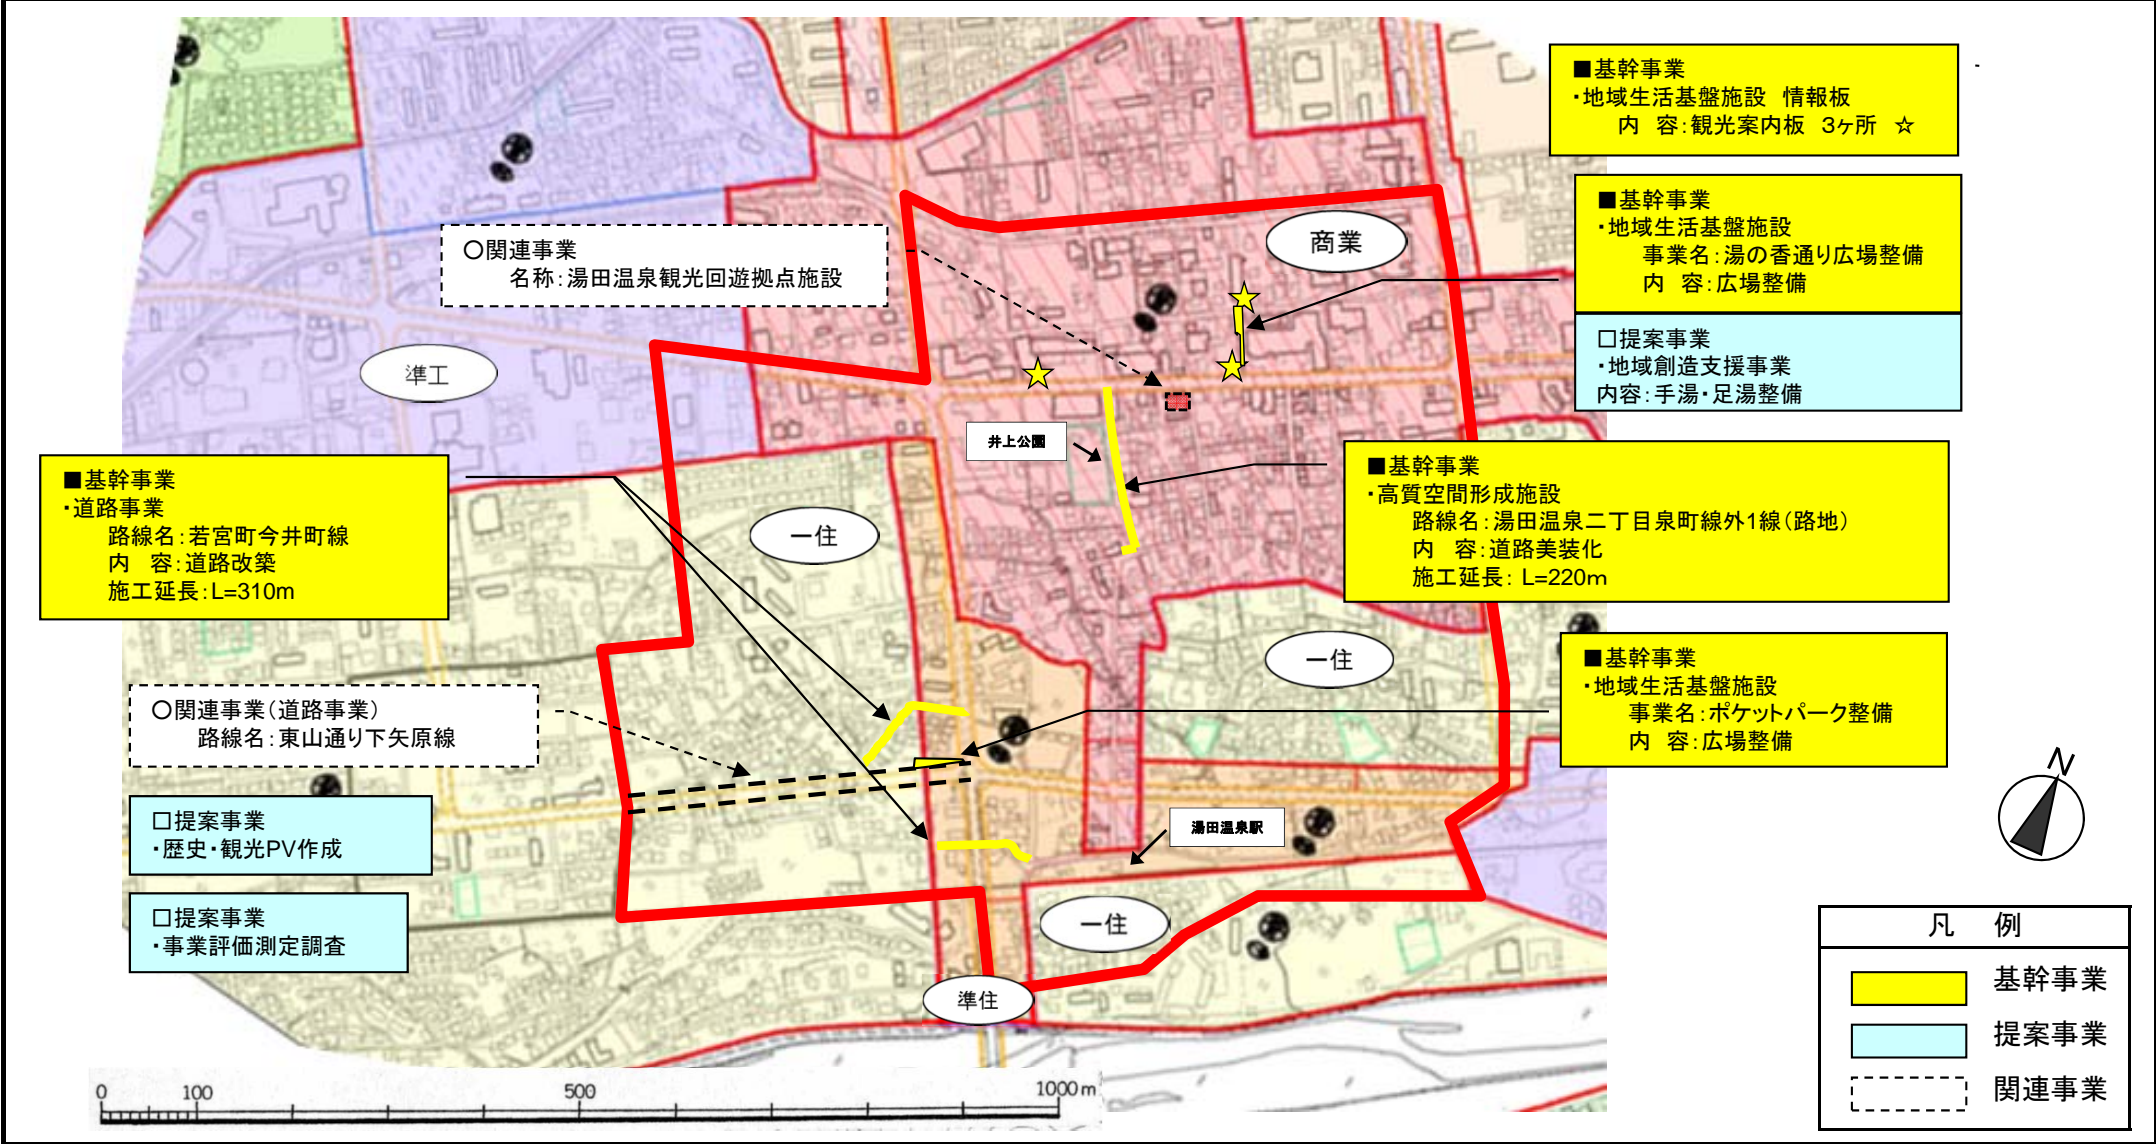 ■基幹事業
・地域生活基盤施設 情報板
内 容：観光案内板 3ヶ所 ☆
■基幹事業
・地域生活基盤施設
事業名：湯の香通り広場整備
内 容：広場整備
□提案事業
・地域創造支援事業
内容：手湯・足湯整備
〇関連事業
名称：湯田温泉観光回遊拠点施設
商業
準工
井上公園
■基幹事業
・道路事業
路線名：若宮町今井町線
内 容：道路改築
施工延長：L=310m
■基幹事業
・高質空間形成施設
路線名：湯田温泉二丁目泉町線外1線（路地）
内 容：道路美装化
施工延長： L=220m
一住
一住
■基幹事業
・地域生活基盤施設
事業名：ポケットパーク整備
内 容：広場整備
〇関連事業（道路事業）
路線名：東山通り下矢原線
□提案事業
・歴史・観光PV作成
湯田温泉駅
□提案事業
・事業評価測定調査
一住
準住
N
凡 例
基幹事業
提案事業
関連事業
0 100 500 1000m